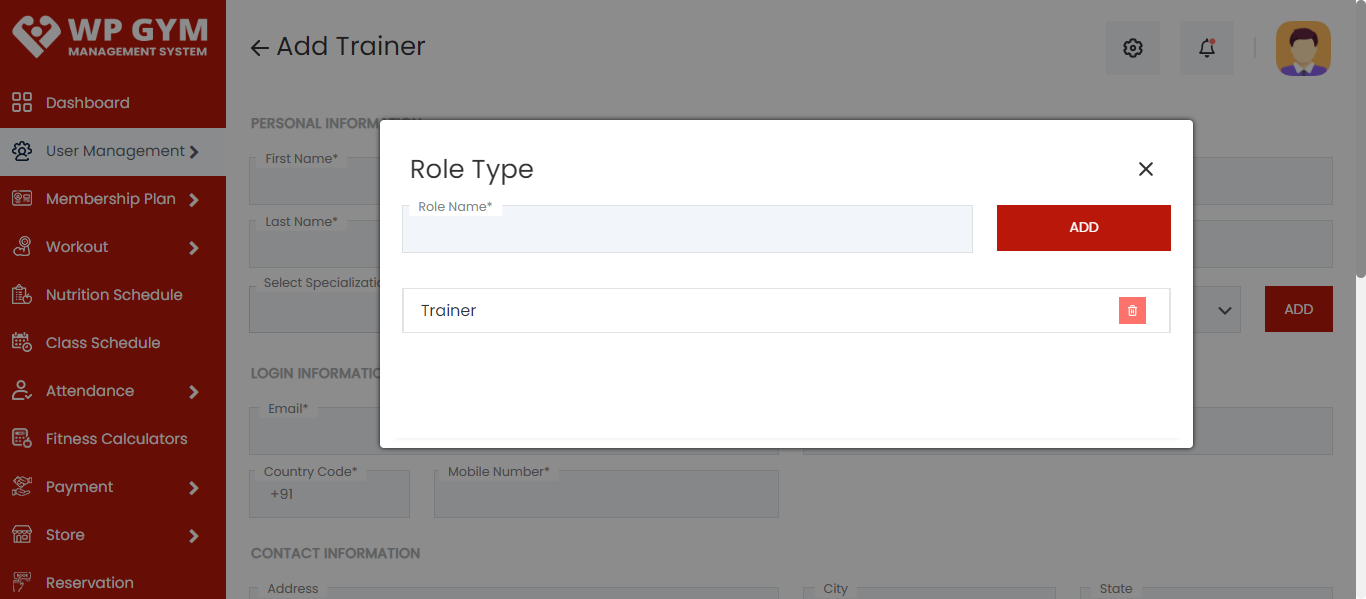 WP GYM
MANAGEMENT SYSTEM
Dashboard
User Management
Membership Plan
Workout
Nutrition Schedule
Class Schedule
Attendance
Fitness Calculators
Payment
Store
Reservation
Add Trainer
PERSONAL INFORMATION
First Name*
Last Name*
Select Specializatio
ADD
LOGIN INFORMATIO
Email*
Country Code*
+91
Mobile Number*
CONTACT INFORMATION
Address
City
State
Role Type
Role Name*
ADD
Trainer